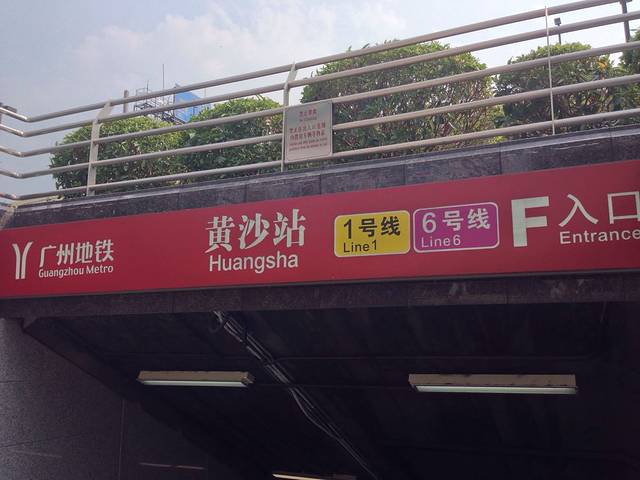 广州地铁
Guangzhou Metro
黄沙站
Huangsha
1号线
Line1
6号线
Line6
F
入口
Entrance